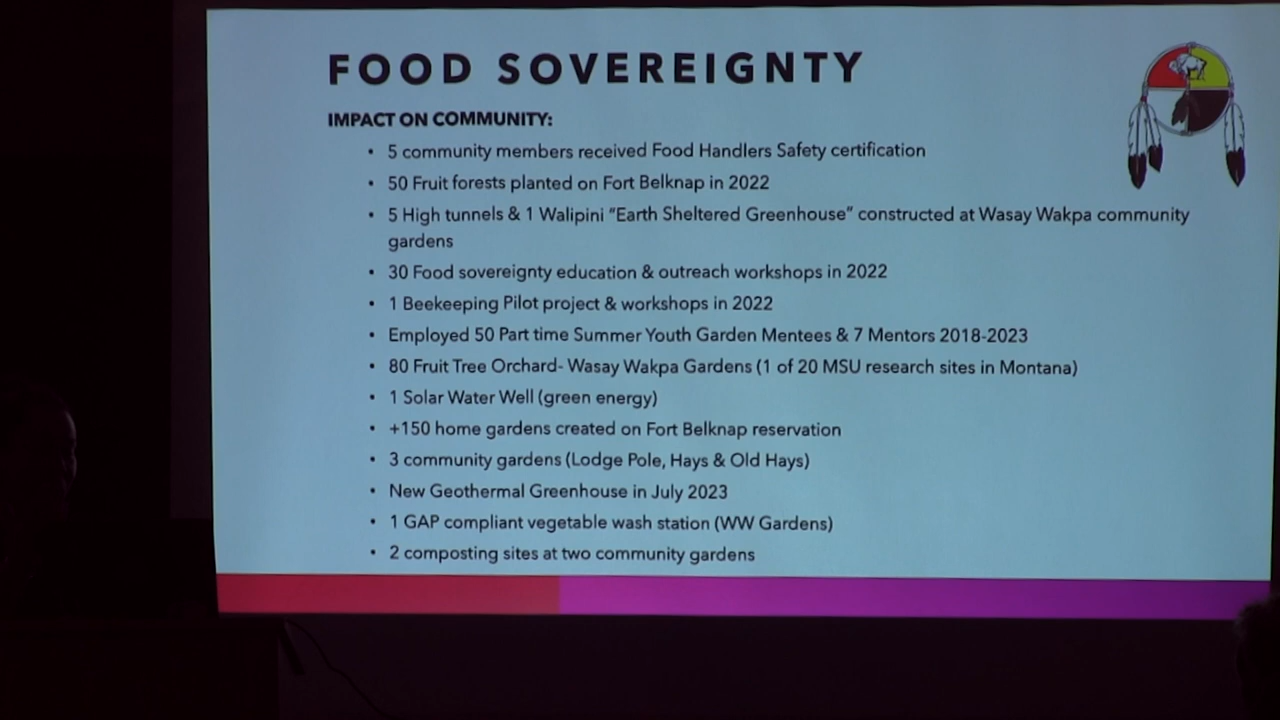 FOOD SOVEREIGNTY
IMPACT ON COMMUNITY:
• 5 community members received Food Handlers Safety certification
• 50 Fruit forests planted on Fort Belknap in 2022
• 5 High tunnels & 1 Walipini “Earth Sheltered Greenhouse” constructed at Wasay Wakpa community
gardens
• 30 Food sovereignty education & outreach workshops in 2022
• 1 Beekeeping Pilot project & workshops in 2022
• Employed 50 Part time Summer Youth Garden Mentees & 7 Mentors 2018-2023
• 80 Fruit Tree Orchard- Wasay Wakpa Gardens (1 of 20 MSU research sites in Montana)
• 1 Solar Water Well (green energy)
• +150 home gardens created on Fort Belknap reservation
• 3 community gardens (Lodge Pole, Hays & Old Hays)
• New Geothermal Greenhouse in July 2023
• 1 GAP compliant vegetable wash station (WW Gardens)
• 2 composting sites at two community gardens